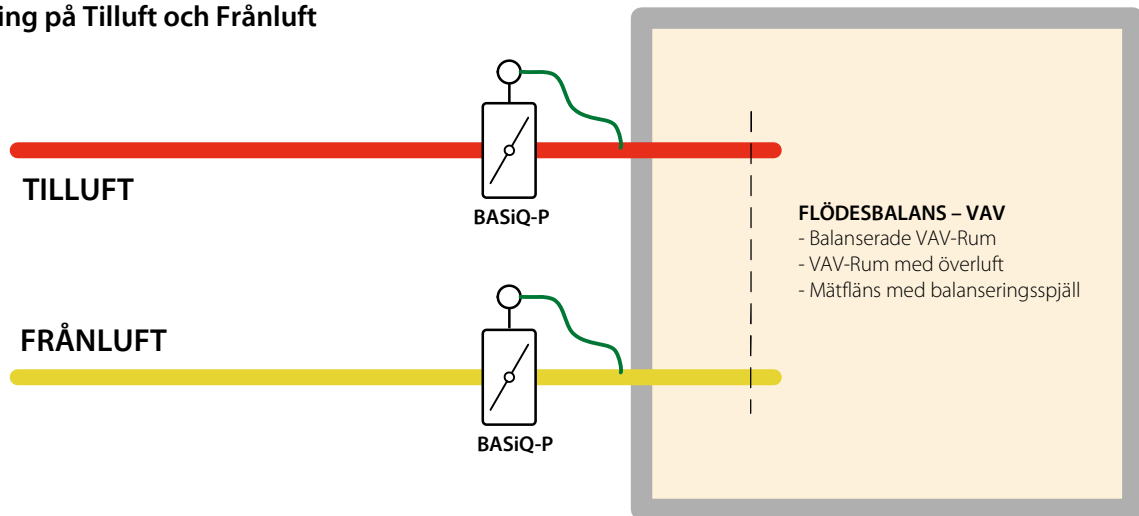 ing på Tilluft och Frånluft
TILLUFT
BASiQ-P
FLÖDESBALANS – VAV
- Balanserade VAV-Rum
- VAV-Rum med överluft
- Mätfläns med balanseringsspjäll
FRÅNLUFT
BASiQ-P